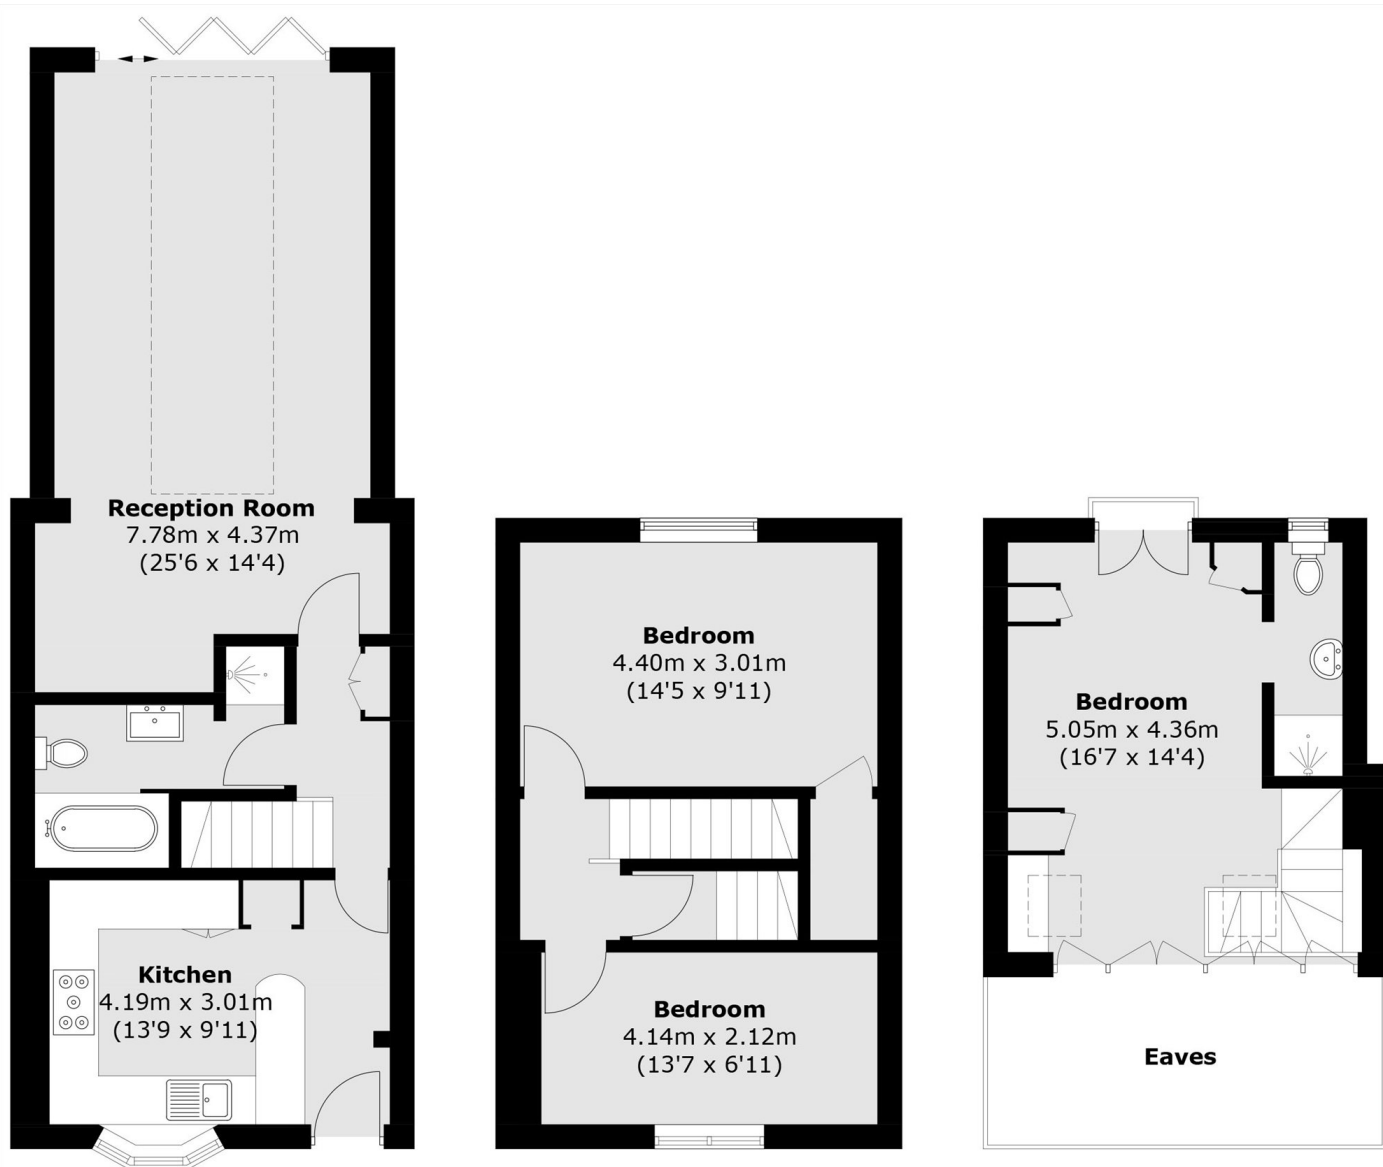 Reception Room
7.78m x 4.37m
(25'6 x 14'4)
Kitchen
4.19m x 3.01m
(13'9 x 9'11)
Bedroom
4.40m x 3.01m
(14'5 x 9'11)
Bedroom
4.14m x 2.12m
(13'7 x 6'11)
Bedroom
5.05m x 4.36m
(16'7 x 14'4)
Eaves